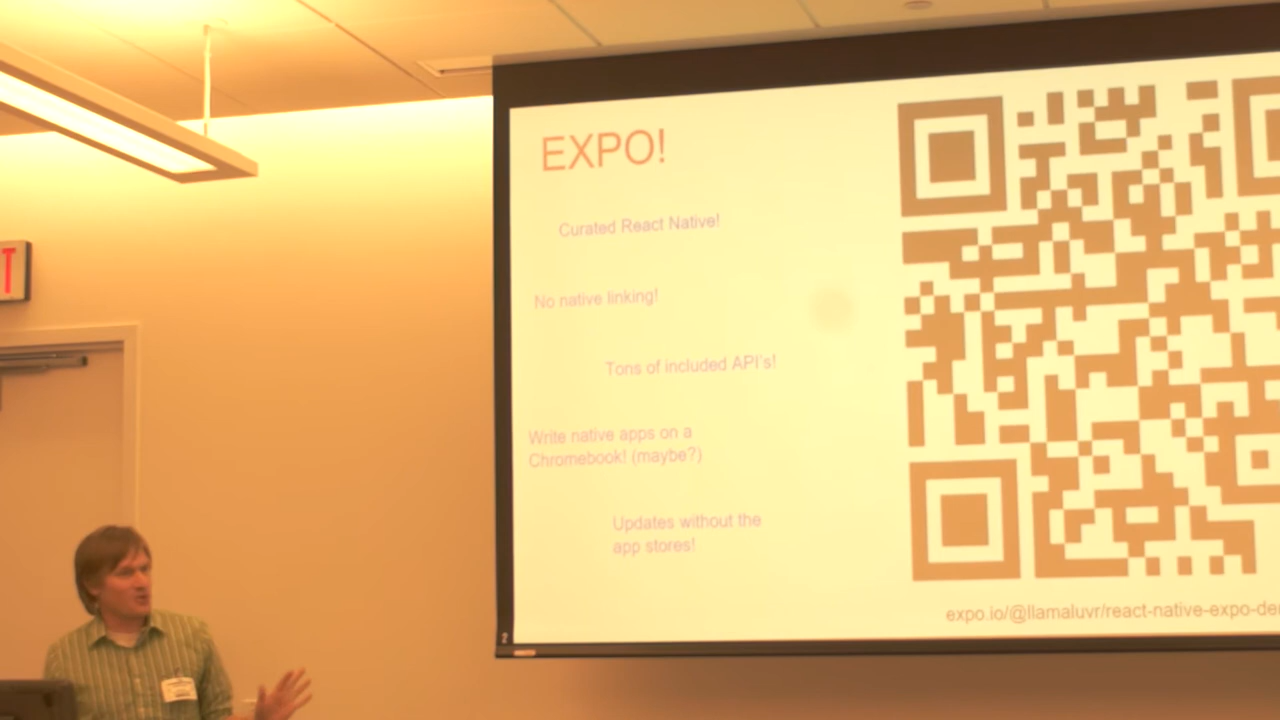 T
EXPO!
Curated React Native!
No native linking!
Tons of included API's!
Write native apps on a
Chromebook! (maybe?)
Updates without the
app stores!
expo.io/@llamaluvr/react-native-expo-de
2